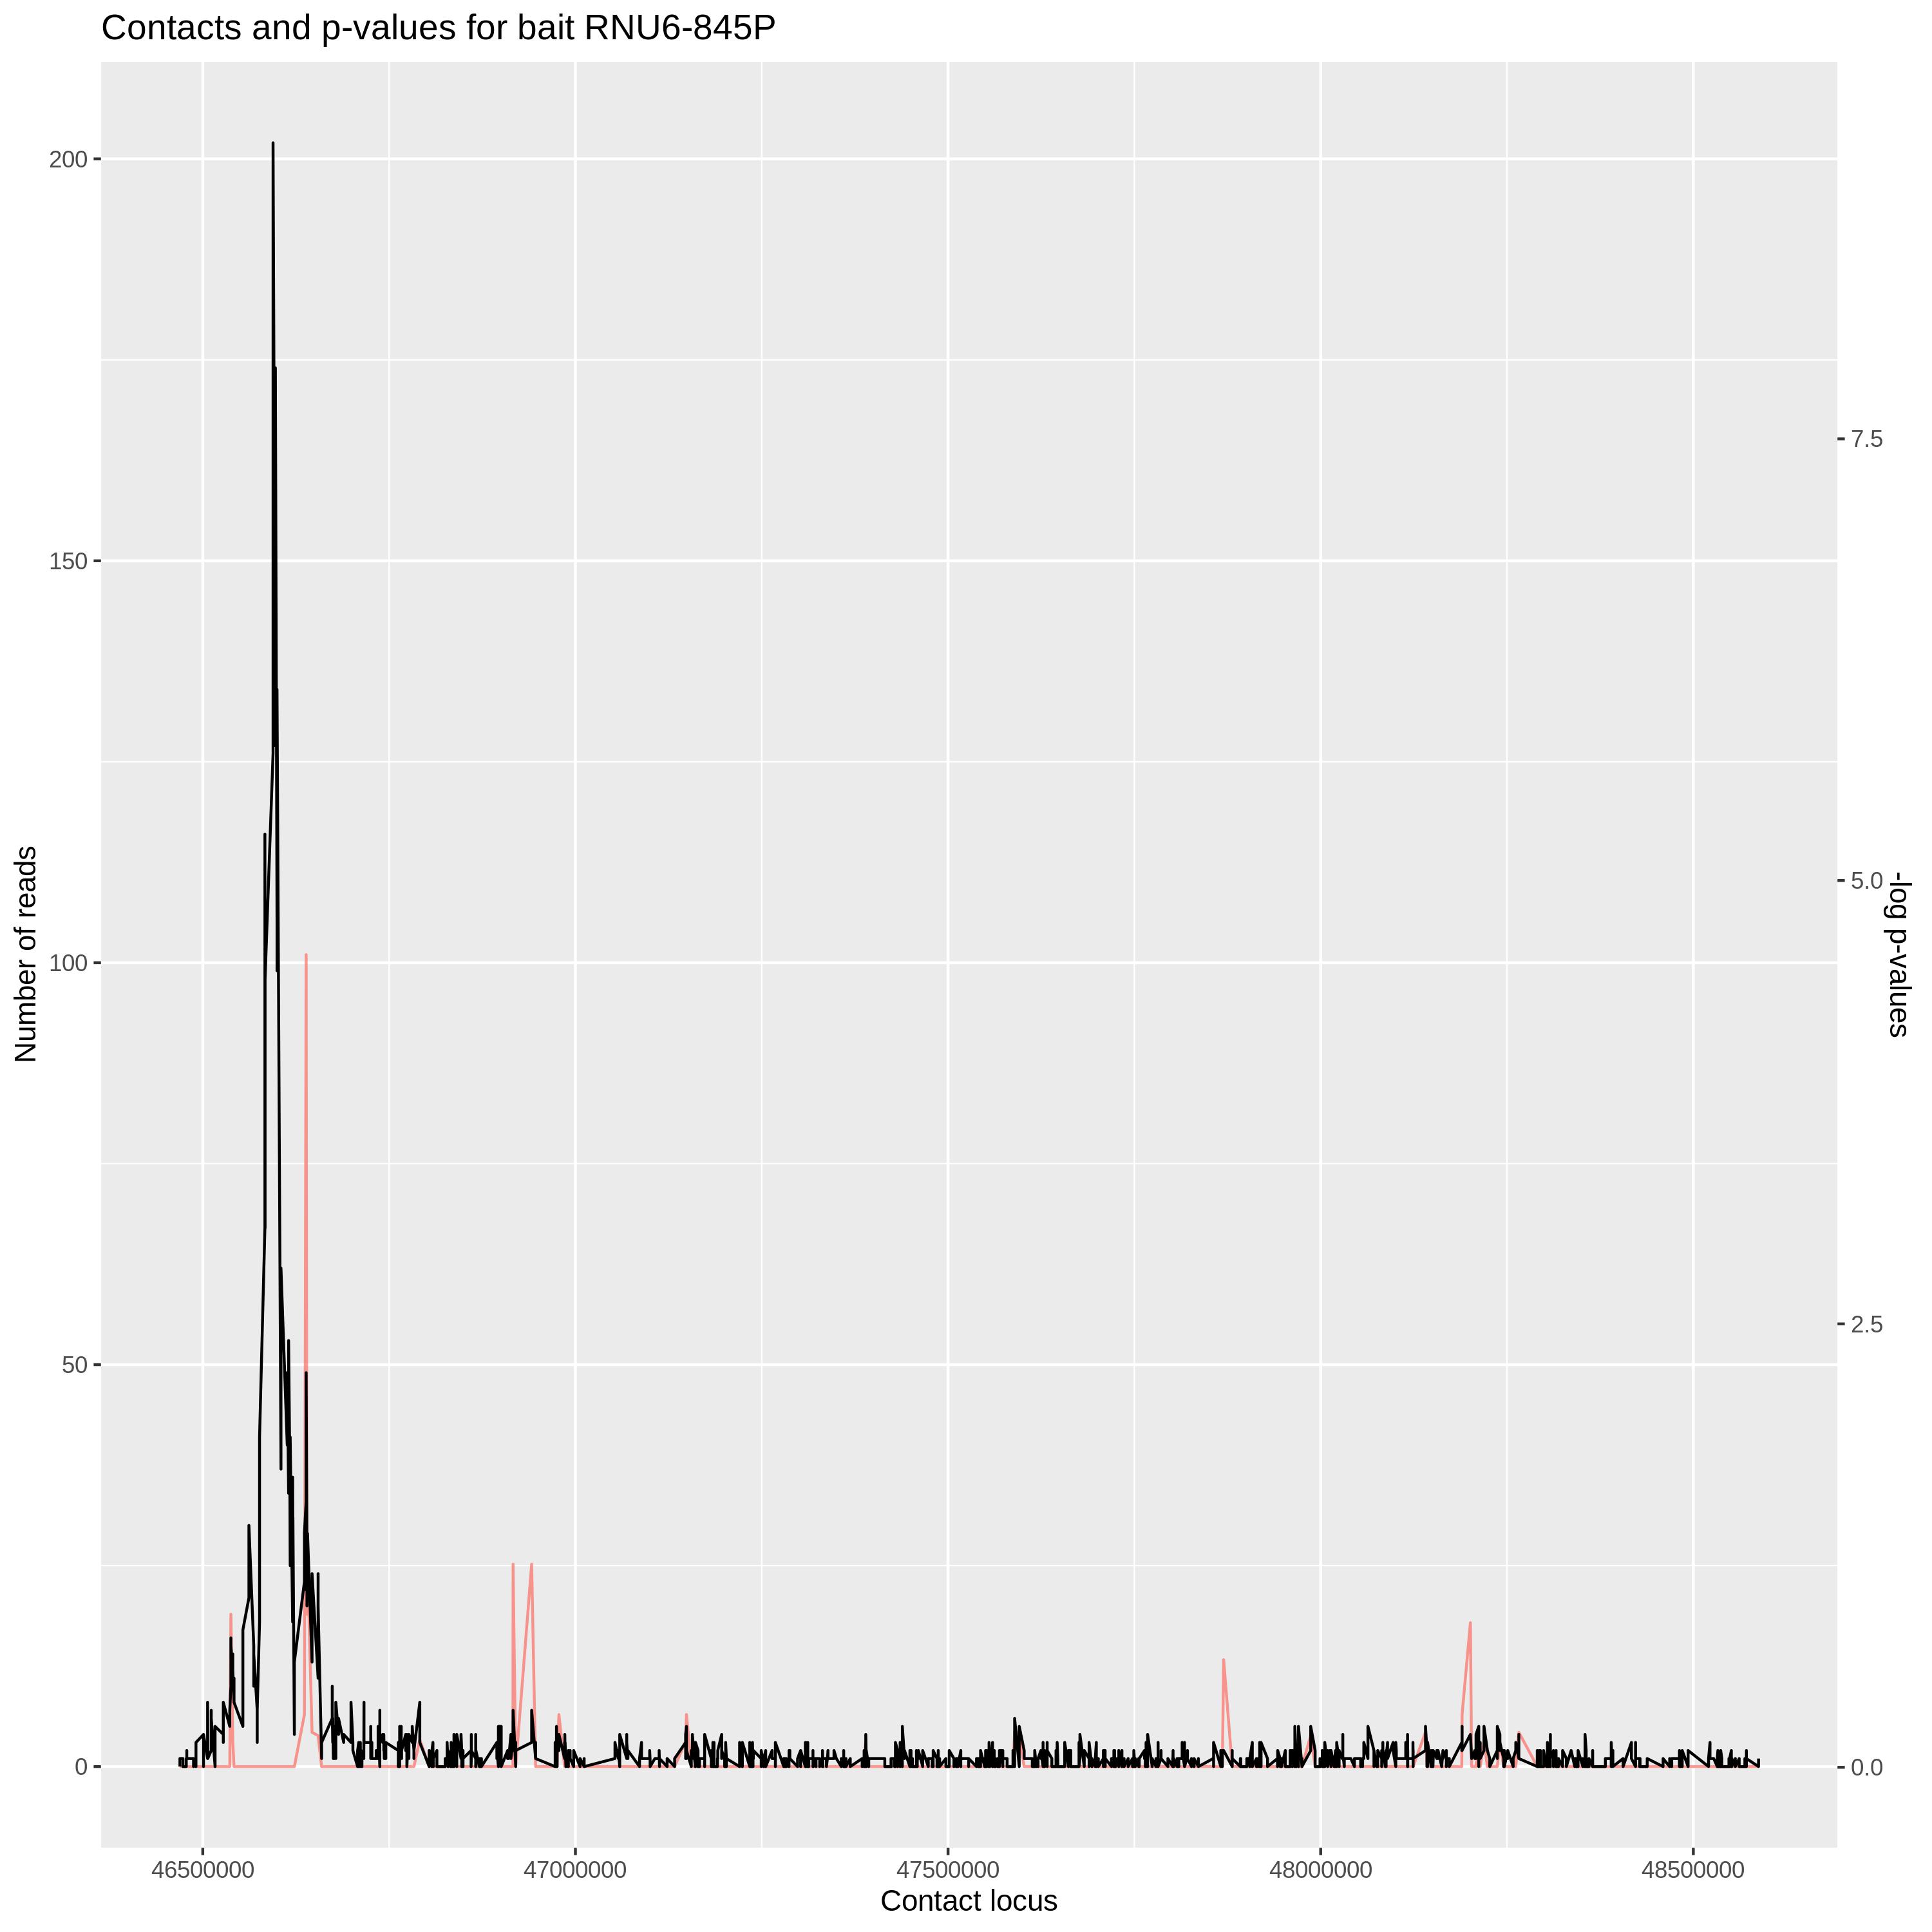 Contacts and p-values for bait RNU6-845P
200
150
100
50
0
Number of reads
7.5
5.0
2.5
0.0
-log p-values
46500000 47000000 47500000 48000000 48500000
Contact locus